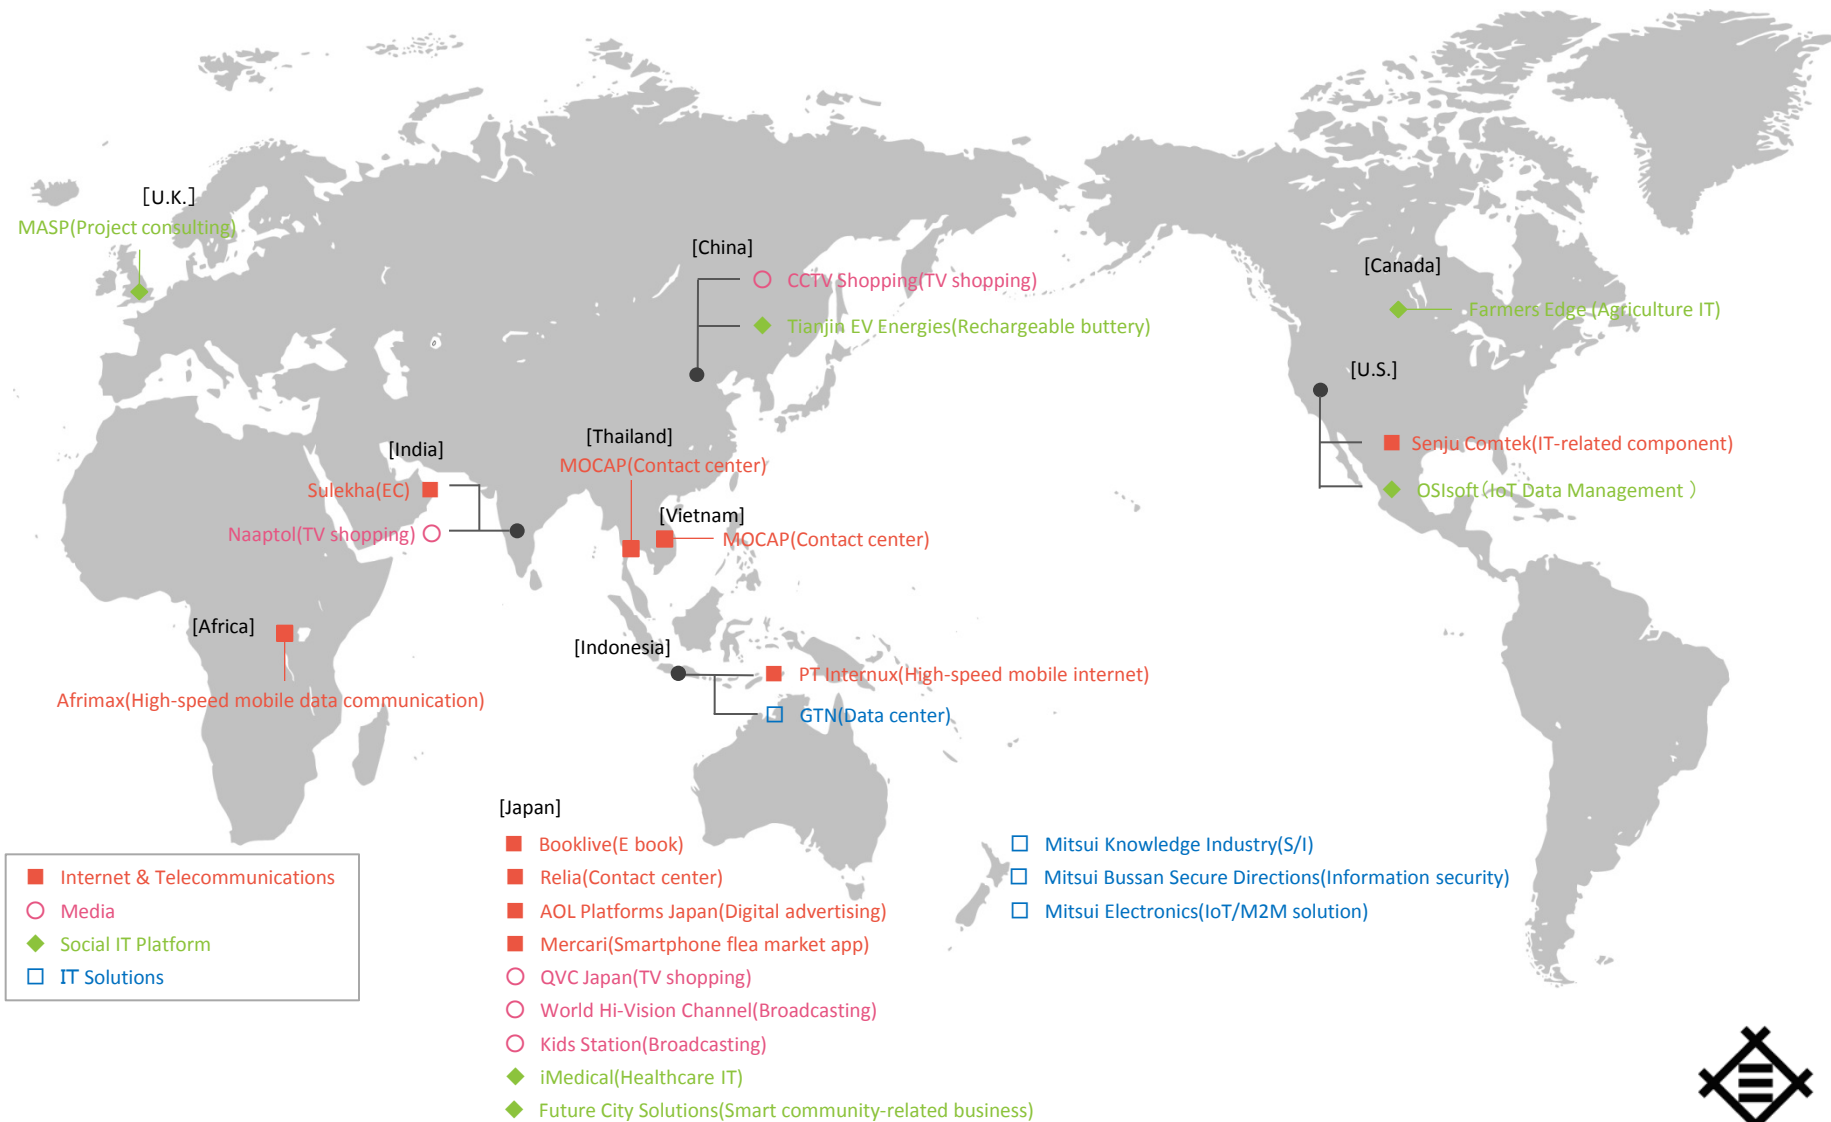 [U.K.]
MASP(Project consulting)
[China]
CCTV Shopping(TV shopping)
Tianjin EV Energies(Rechargeable buttery)
[Canada]
Farmers Edge (Agriculture IT)
[U.S.]
Senju Comtek(IT-related component)
OSIsoft（IoT Data Management ）
[India]
Sulekha(EC)
Naaptol(TV shopping)
[Thailand]
MOCAP(Contact center)
[Vietnam]
MOCAP(Contact center)
[Africa]
Afrimax(High-speed mobile data communication)
[Indonesia]
PT Internux(High-speed mobile internet)
GTN(Data center)
[Japan]
Booklive(E book)
Relia(Contact center)
AOL Platforms Japan(Digital advertising)
Mercari(Smartphone flea market app)
QVC Japan(TV shopping)
World Hi-Vision Channel(Broadcasting)
Kids Station(Broadcasting)
iMedical(Healthcare IT)
Future City Solutions(Smart community-related business)
Mitsui Knowledge Industry(S/I)
Mitsui Bussan Secure Directions(Information security)
Mitsui Electronics(IoT/M2M solution)
Internet & Telecommunications
Media
Social IT Platform
IT Solutions